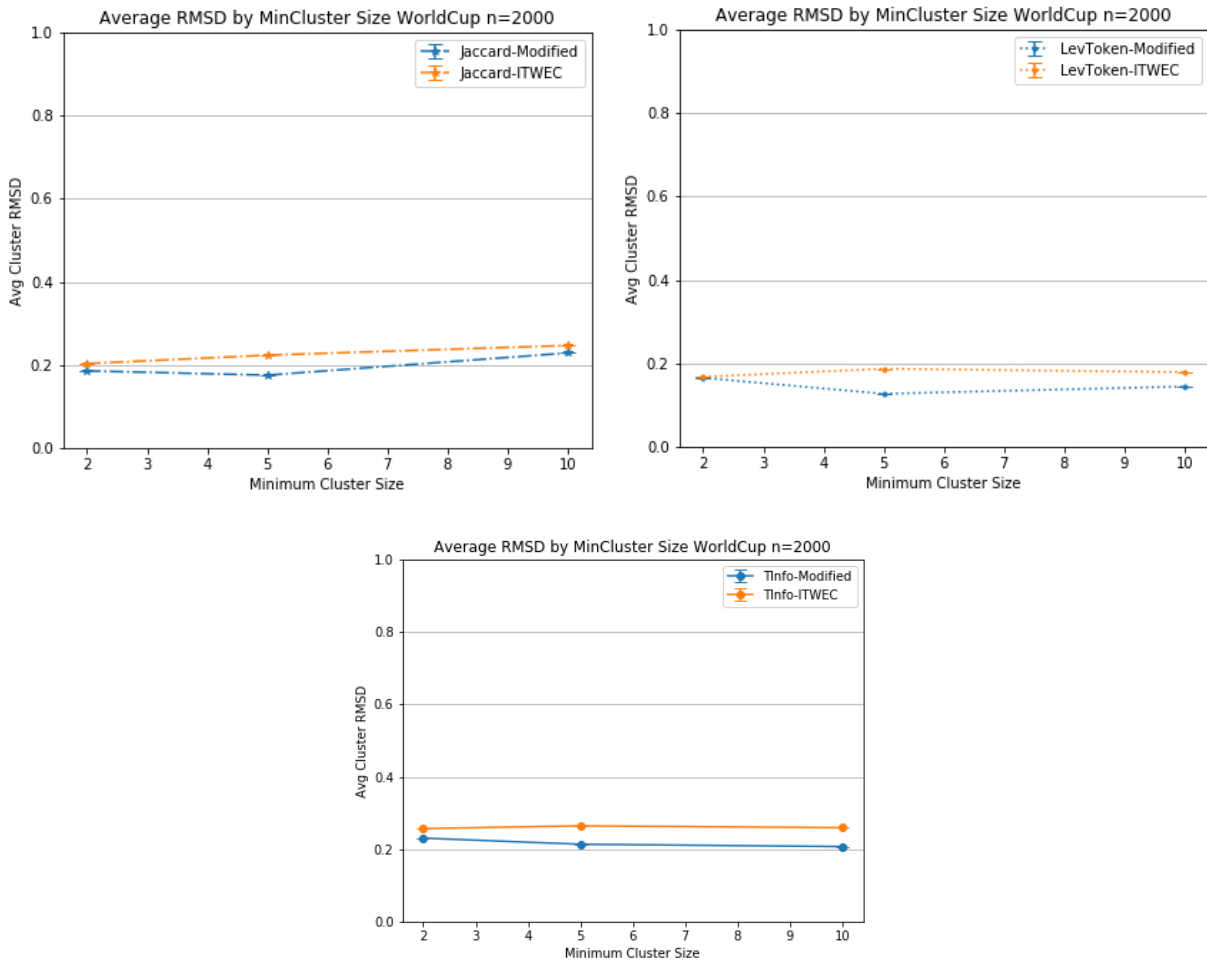 Average RMSD by MinCluster Size WorldCup n=2000
1.0
0.8
0.6
0.4
0.2
0.0
Avg Cluster RMSD
Jaccard-Modified
Jaccard-ITWEC
2 3 4 5 6 7 8 9 10
Minimum Cluster Size
Average RMSD by MinCluster Size WorldCup n=2000
1.0
0.8
0.6
0.4
0.2
0.0
Avg Cluster RMSD
LevToken-Modified
LevToken-ITWEC
2 3 4 5 6 7 8 9 10
Minimum Cluster Size
Average RMSD by MinCluster Size WorldCup n=2000
1.0
0.8
0.6
0.4
0.2
0.0
Avg Cluster RMSD
TInfo-Modified
TInfo-ITWEC
2 3 4 5 6 7 8 9 10
Minimum Cluster Size